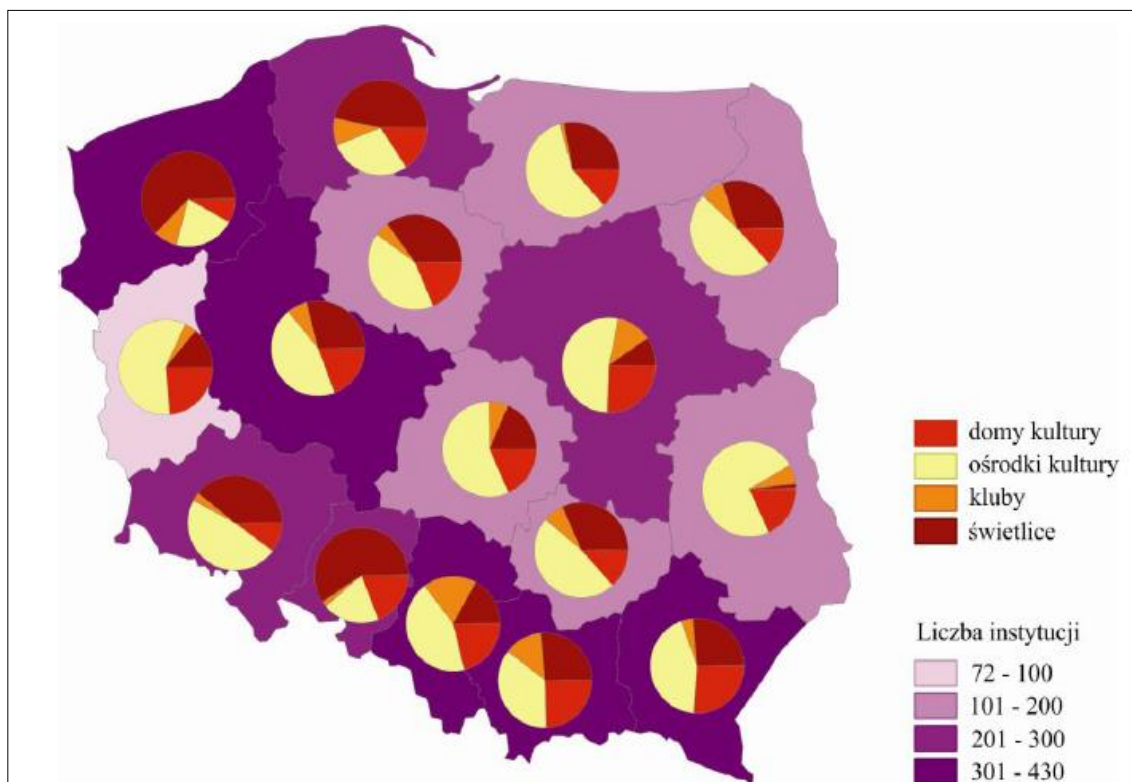 domy kultury
ośrodki kultury
kluby
świetlice
Liczba instytucji
72 - 100
101 - 200
201 - 300
301 - 430